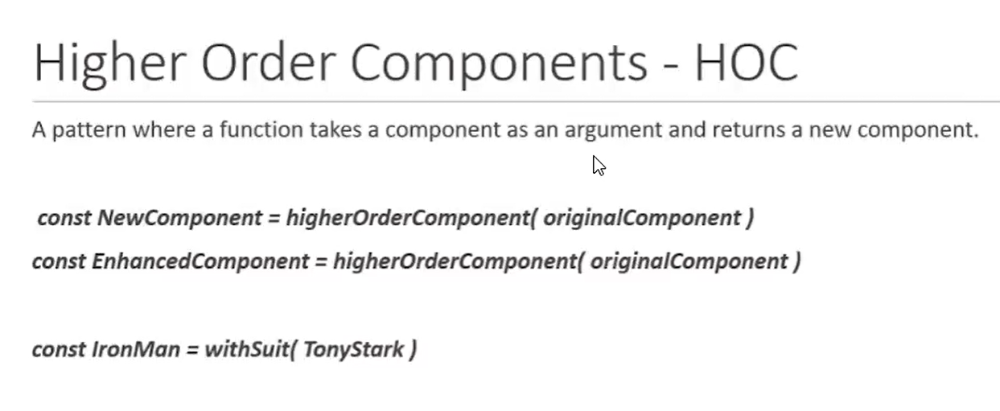 Higher Order Components - HOC
A pattern where a function takes a component as an argument and returns a new component.
const NewComponent = higherOrderComponent( originalComponent )
const EnhancedComponent = higherOrderComponent( originalComponent )
const IronMan = withSuit( TonyStark )